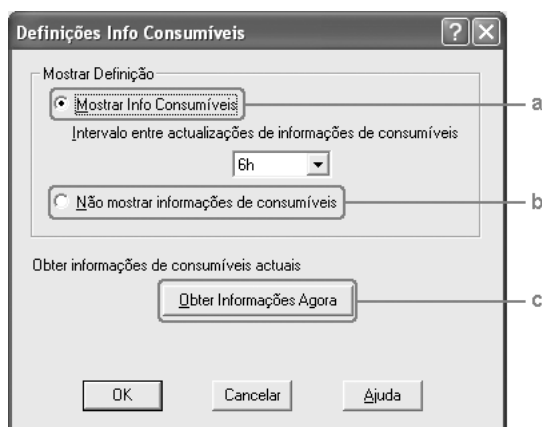 Definições Info Consumíveis
Mostrar Definição
Mostrar Info Consumíveis
a
Intervalo entre actualizações de informações de consumíveis
6h
Não mostrar informações de consumíveis
b
Obter informações de consumíveis actuais
Obter Informações Agora
c
OK
Cancelar
Ajuda